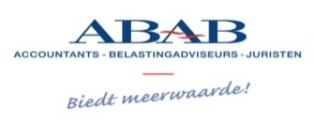 ABAB
ACCOUNTANTS - BELASTINGADVISEURS - JURISTEN
Biedt meerwaarde!